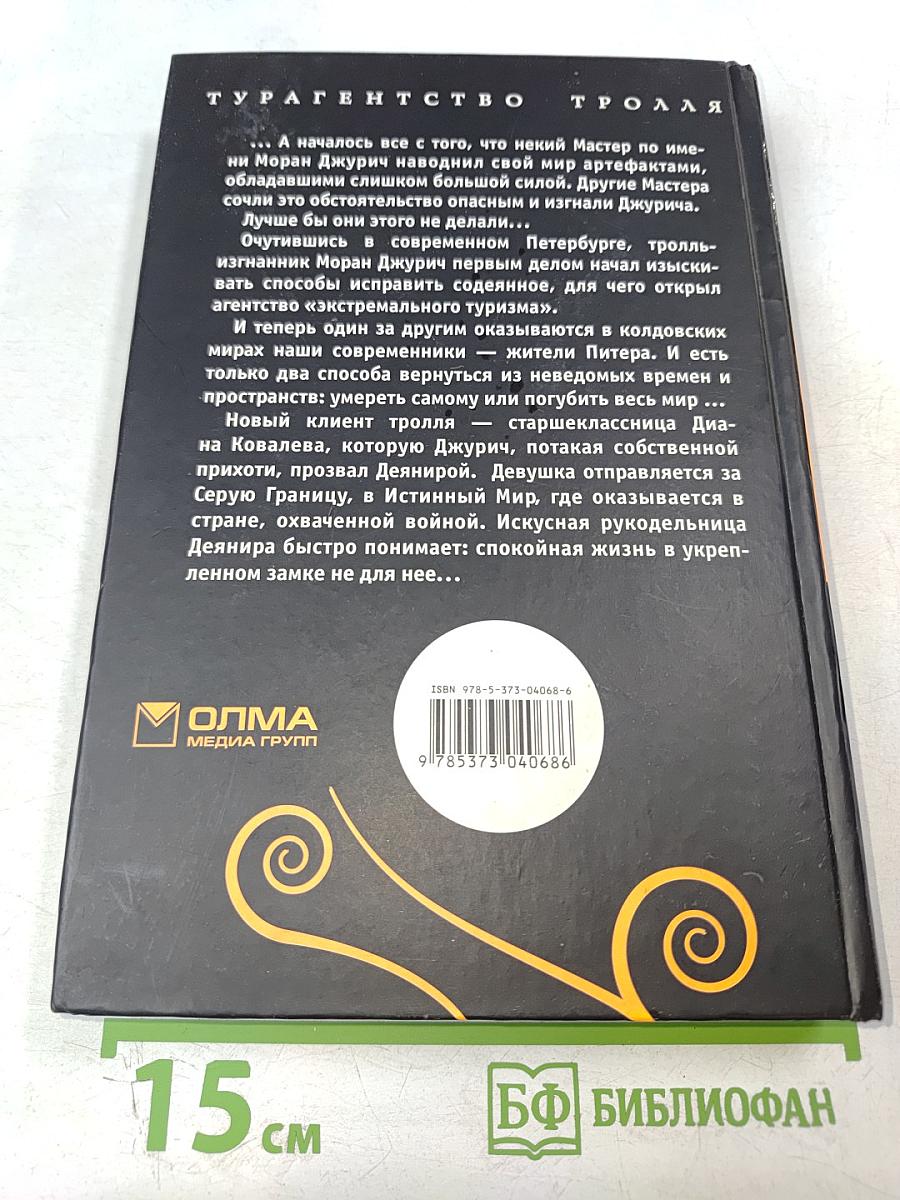 ТУРАГЕНТСТВО ТРОЛЛЯ
... А началось все с того, что некий Мастер по име-
ни Моран Джурич наводнил свой мир артефактами,
обладавшими слишком большой силой. Другие Мастера
сочли это обстоятельство опасным и изгнали Джурича.
Лучше бы они этого не делали...
Очутившись в современном Петербурге, тролль-
изгнанник Моран Джурич первым делом начал изыски-
вать способы исправить содеянное, для чего открыл
агентство «экстремального туризма».
И теперь один за другим оказываются в колдовских
мирах наши современники — жители Питера. И есть
только два способа вернуться из неведомых времен и
пространств: умереть самому или погубить весь мир ...
Новый клиент тролля — старшеклассница Диа-
на Ковалева, которую Джурич, потакая собственной
прихоти, прозвал Деянирой. Девушка отправляется за
Серую Границу, в Истинный Мир, где оказывается в
стране, охваченной войной. Искусная рукодельница
Деянира быстро понимает: спокойная жизнь в укреп-
ленном замке не для нее...
ISBN 978-5-373-04068-6
9 785373 040686
ОЛМА
МЕДИА ГРУПП
15 см
БФ БИБЛИОФАН